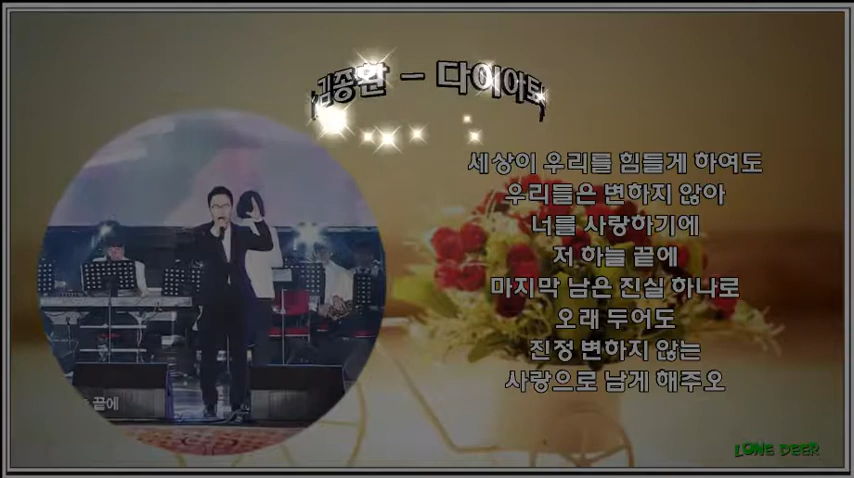 김종환 - 다이아토
세상이 우리를 힘들게 하여도
우리들은 변하지 않아
너를 사랑하기에
저 하늘 끝에
마지막 남은 진실 하나로
오래 두어도
진정 변하지 않는
사랑으로 남게 해주오
끝에
LONE DEER